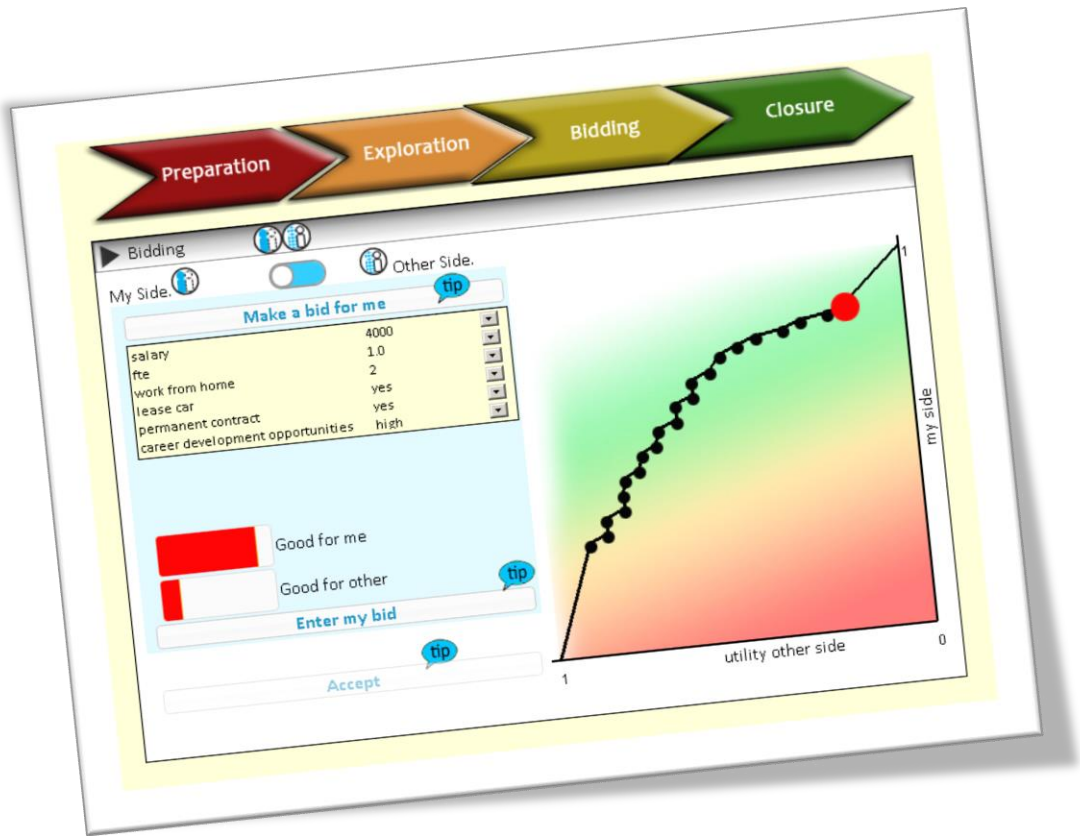 Preparation
Exploration
Bidding
Closure
Bidding
My Side.
Other Side.
tip
Make a bid for me
salary 4000
fte 1.0
work from home 2
lease car yes
permanent contract yes
career development opportunities high
Good for me
Good for other
tip
Enter my bid
tip
Accept
1
my side
utility other side
0
1